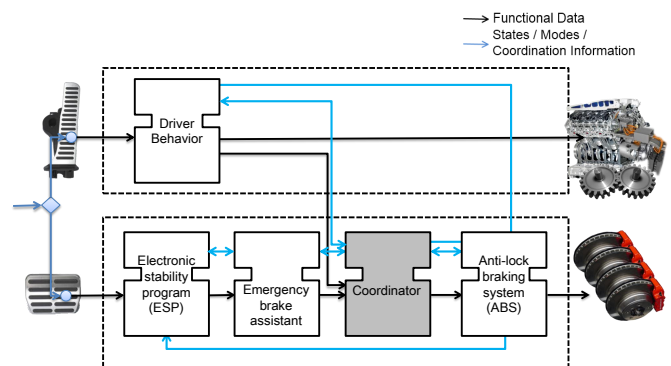 Functional Data
States / Modes /
Coordination Information
Driver
Behavior
Electronic
stability
program
(ESP)
Emergency
brake
assistant
Coordinator
Anti-lock
braking
system
(ABS)